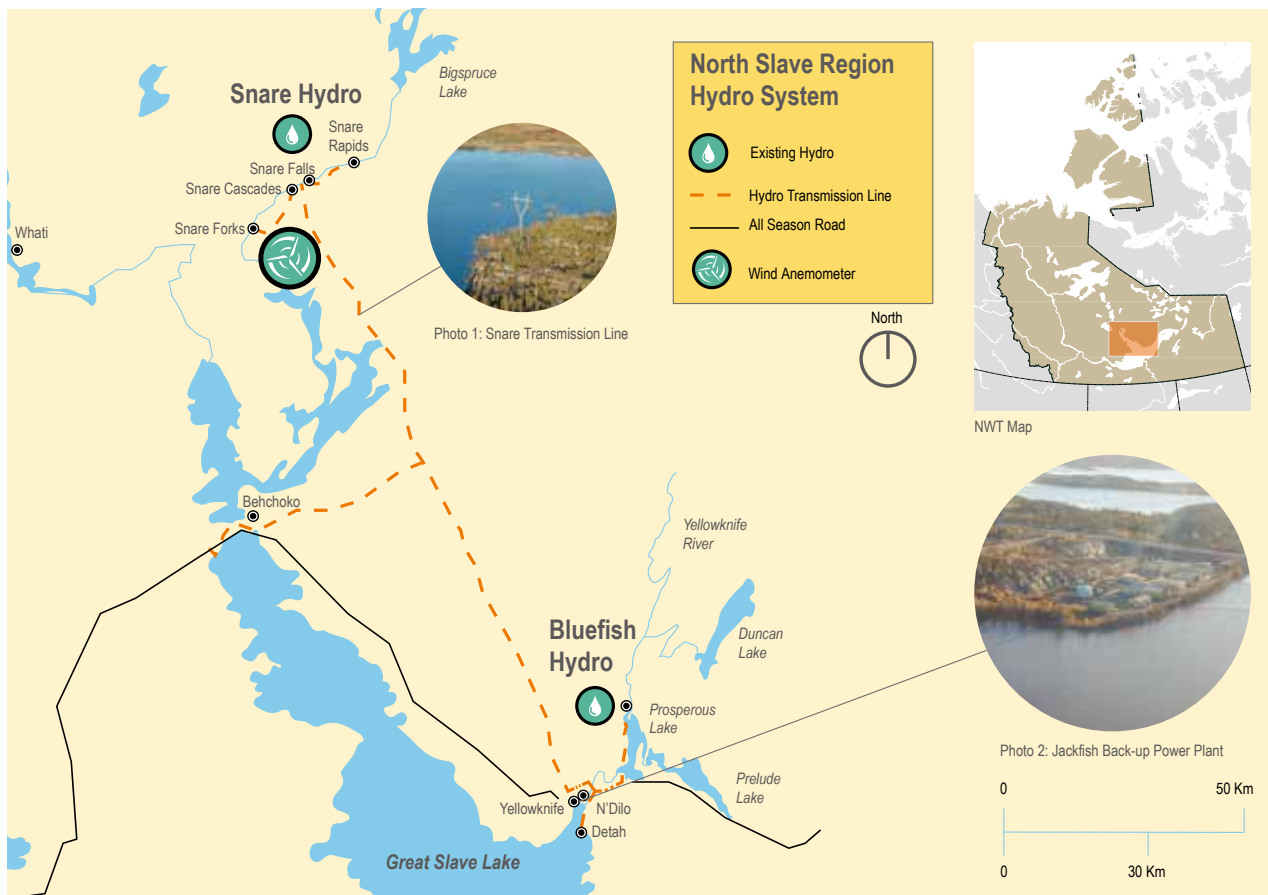 Bigspruce
Lake
Snare Hydro
Snare
Rapids
Snare Falls
Snare Cascades
Snare Forks
Whati
Photo 1: Snare Transmission Line
North Slave Region
Hydro System
Existing Hydro
Hydro Transmission Line
All Season Road
Wind Anemometer
North
NWT Map
Behchoko
Yellowknife
River
Bluefish
Hydro
Duncan
Lake
Prosperous
Lake
Photo 2: Jackfish Back-up Power Plant
Prelude
Lake
Yellowknife
N'Dilo
Detah
Great Slave Lake
0 50 Km
0 30 Km